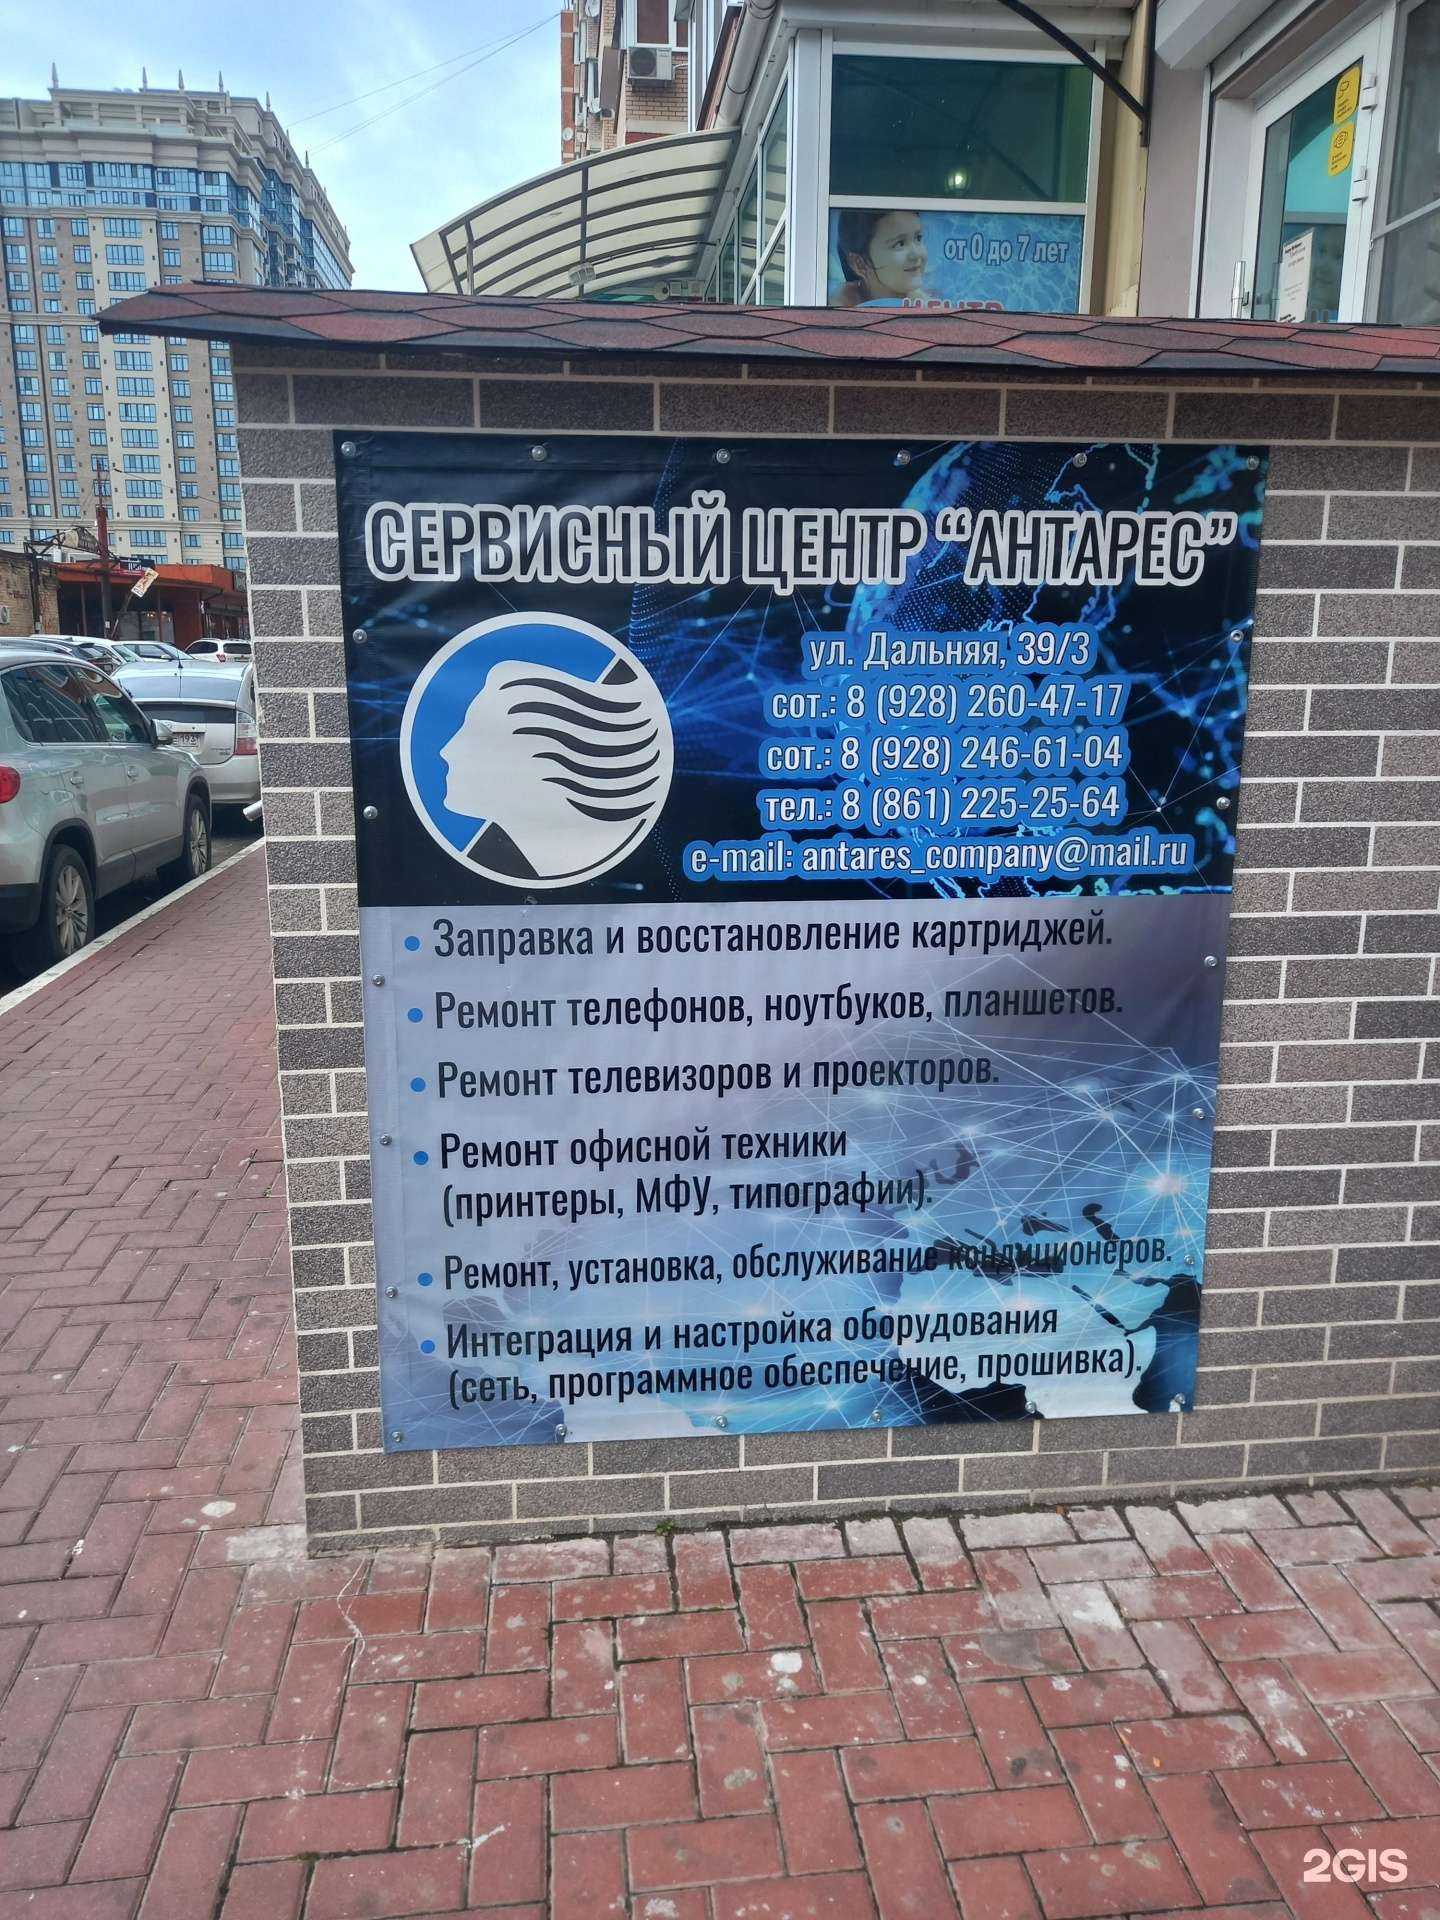 от 0 до 7 лет
СЕРВИСНЫЙ ЦЕНТР "АНТАРЕС"
ул. Дальняя, 39/3
сот.: 8 (928) 260-47-17
сот.: 8 (928) 246-61-04
тел.: 8 (861) 225-25-64
e-mail: antares_company@mail.ru
• Заправка и восстановление картриджей.
• Ремонт телефонов, ноутбуков, планшетов.
• Ремонт телевизоров и проекторов.
• Ремонт офисной техники
(принтеры, МФУ, типографии).
• Ремонт, установка, обслуживание кондиционеров.
• Интеграция и настройка оборудования
(сеть, программное обеспечение, прошивка).
2GIS